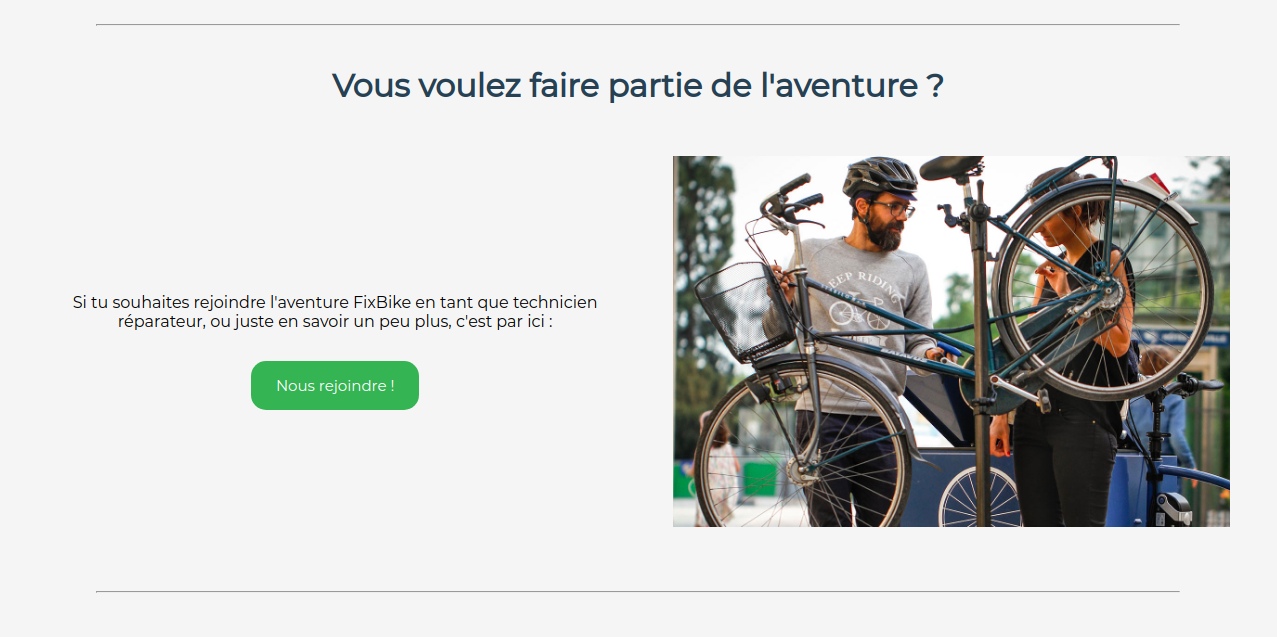 Vous voulez faire partie de l'aventure ?
Si tu souhaites rejoindre l'aventure FixBike en tant que technicien
réparateur, ou juste en savoir un peu plus, c'est par ici :
Nous rejoindre !
KEEP RIDING